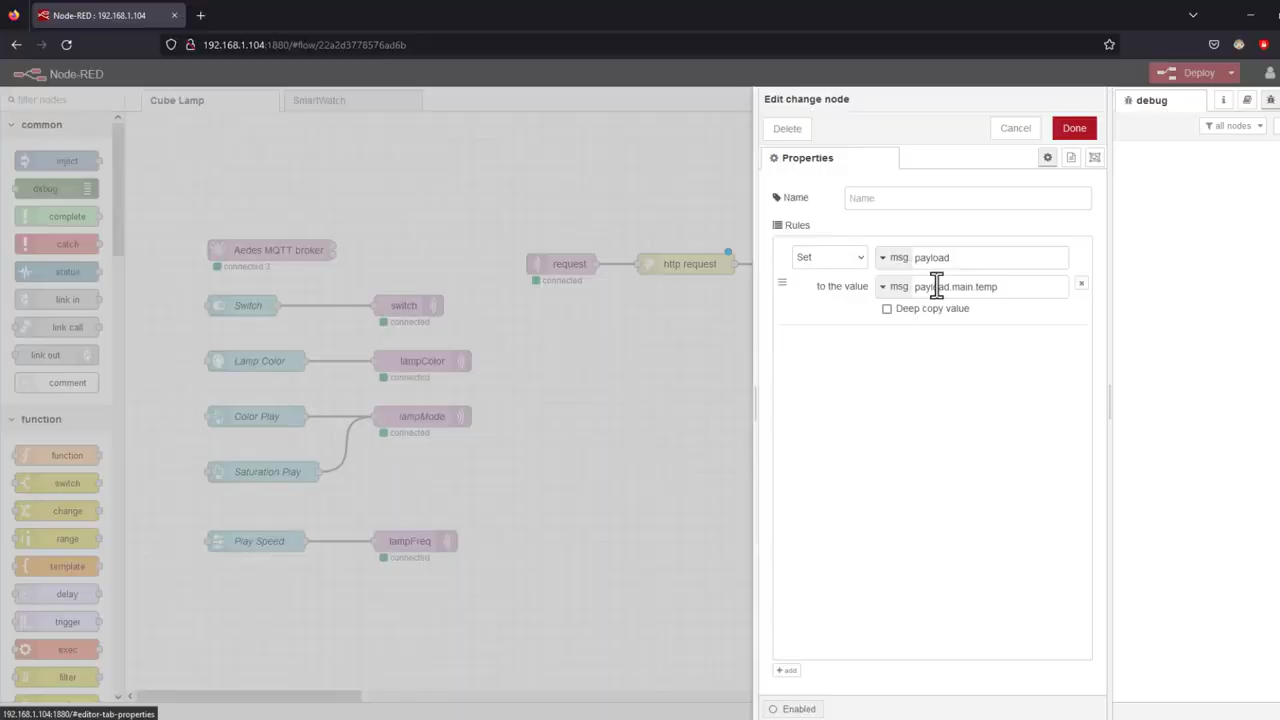 Node-RED : 192.168.1.104
192.168.1.104:1880/#flow/22a2d3778576ad6b
Node-RED
Deploy
filter nodes
Cube Lamp
SmartWatch
Edit change node
debug
common
Delete
Cancel
Done
all nodes
inject
Properties
debug
Name
Name
complete
Rules
catch
Aedes MQTT broker
connected 3
request
connected
http request
Set
msg. payload
status
to the value
msg. payload.main.temp
link in
Switch
switch
connected
Deep copy value
link call
link out
Lamp Color
lampColor
connected
comment
Color Play
lampMode
connected
function
function
Saturation Play
switch
change
range
Play Speed
lampFreq
connected
template
delay
trigger
exec
filter
add
Enabled
192.168.1.104:1880/#editor-tab-properties